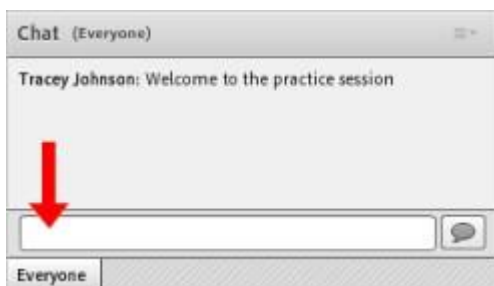 Chat (Everyone)
Tracey Johnson: Welcome to the practice session
Everyone